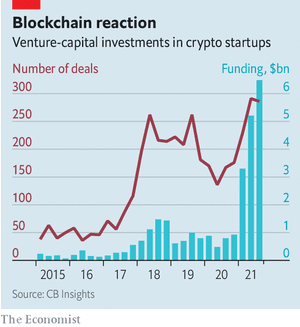 Blockchain reaction
Venture-capital investments in crypto startups
Number of deals Funding, $bn
300 6
250 5
200 4
150 3
100 2
50 1
0 0
2015 16 17 18 19 20 21
Source: CB Insights
The Economist